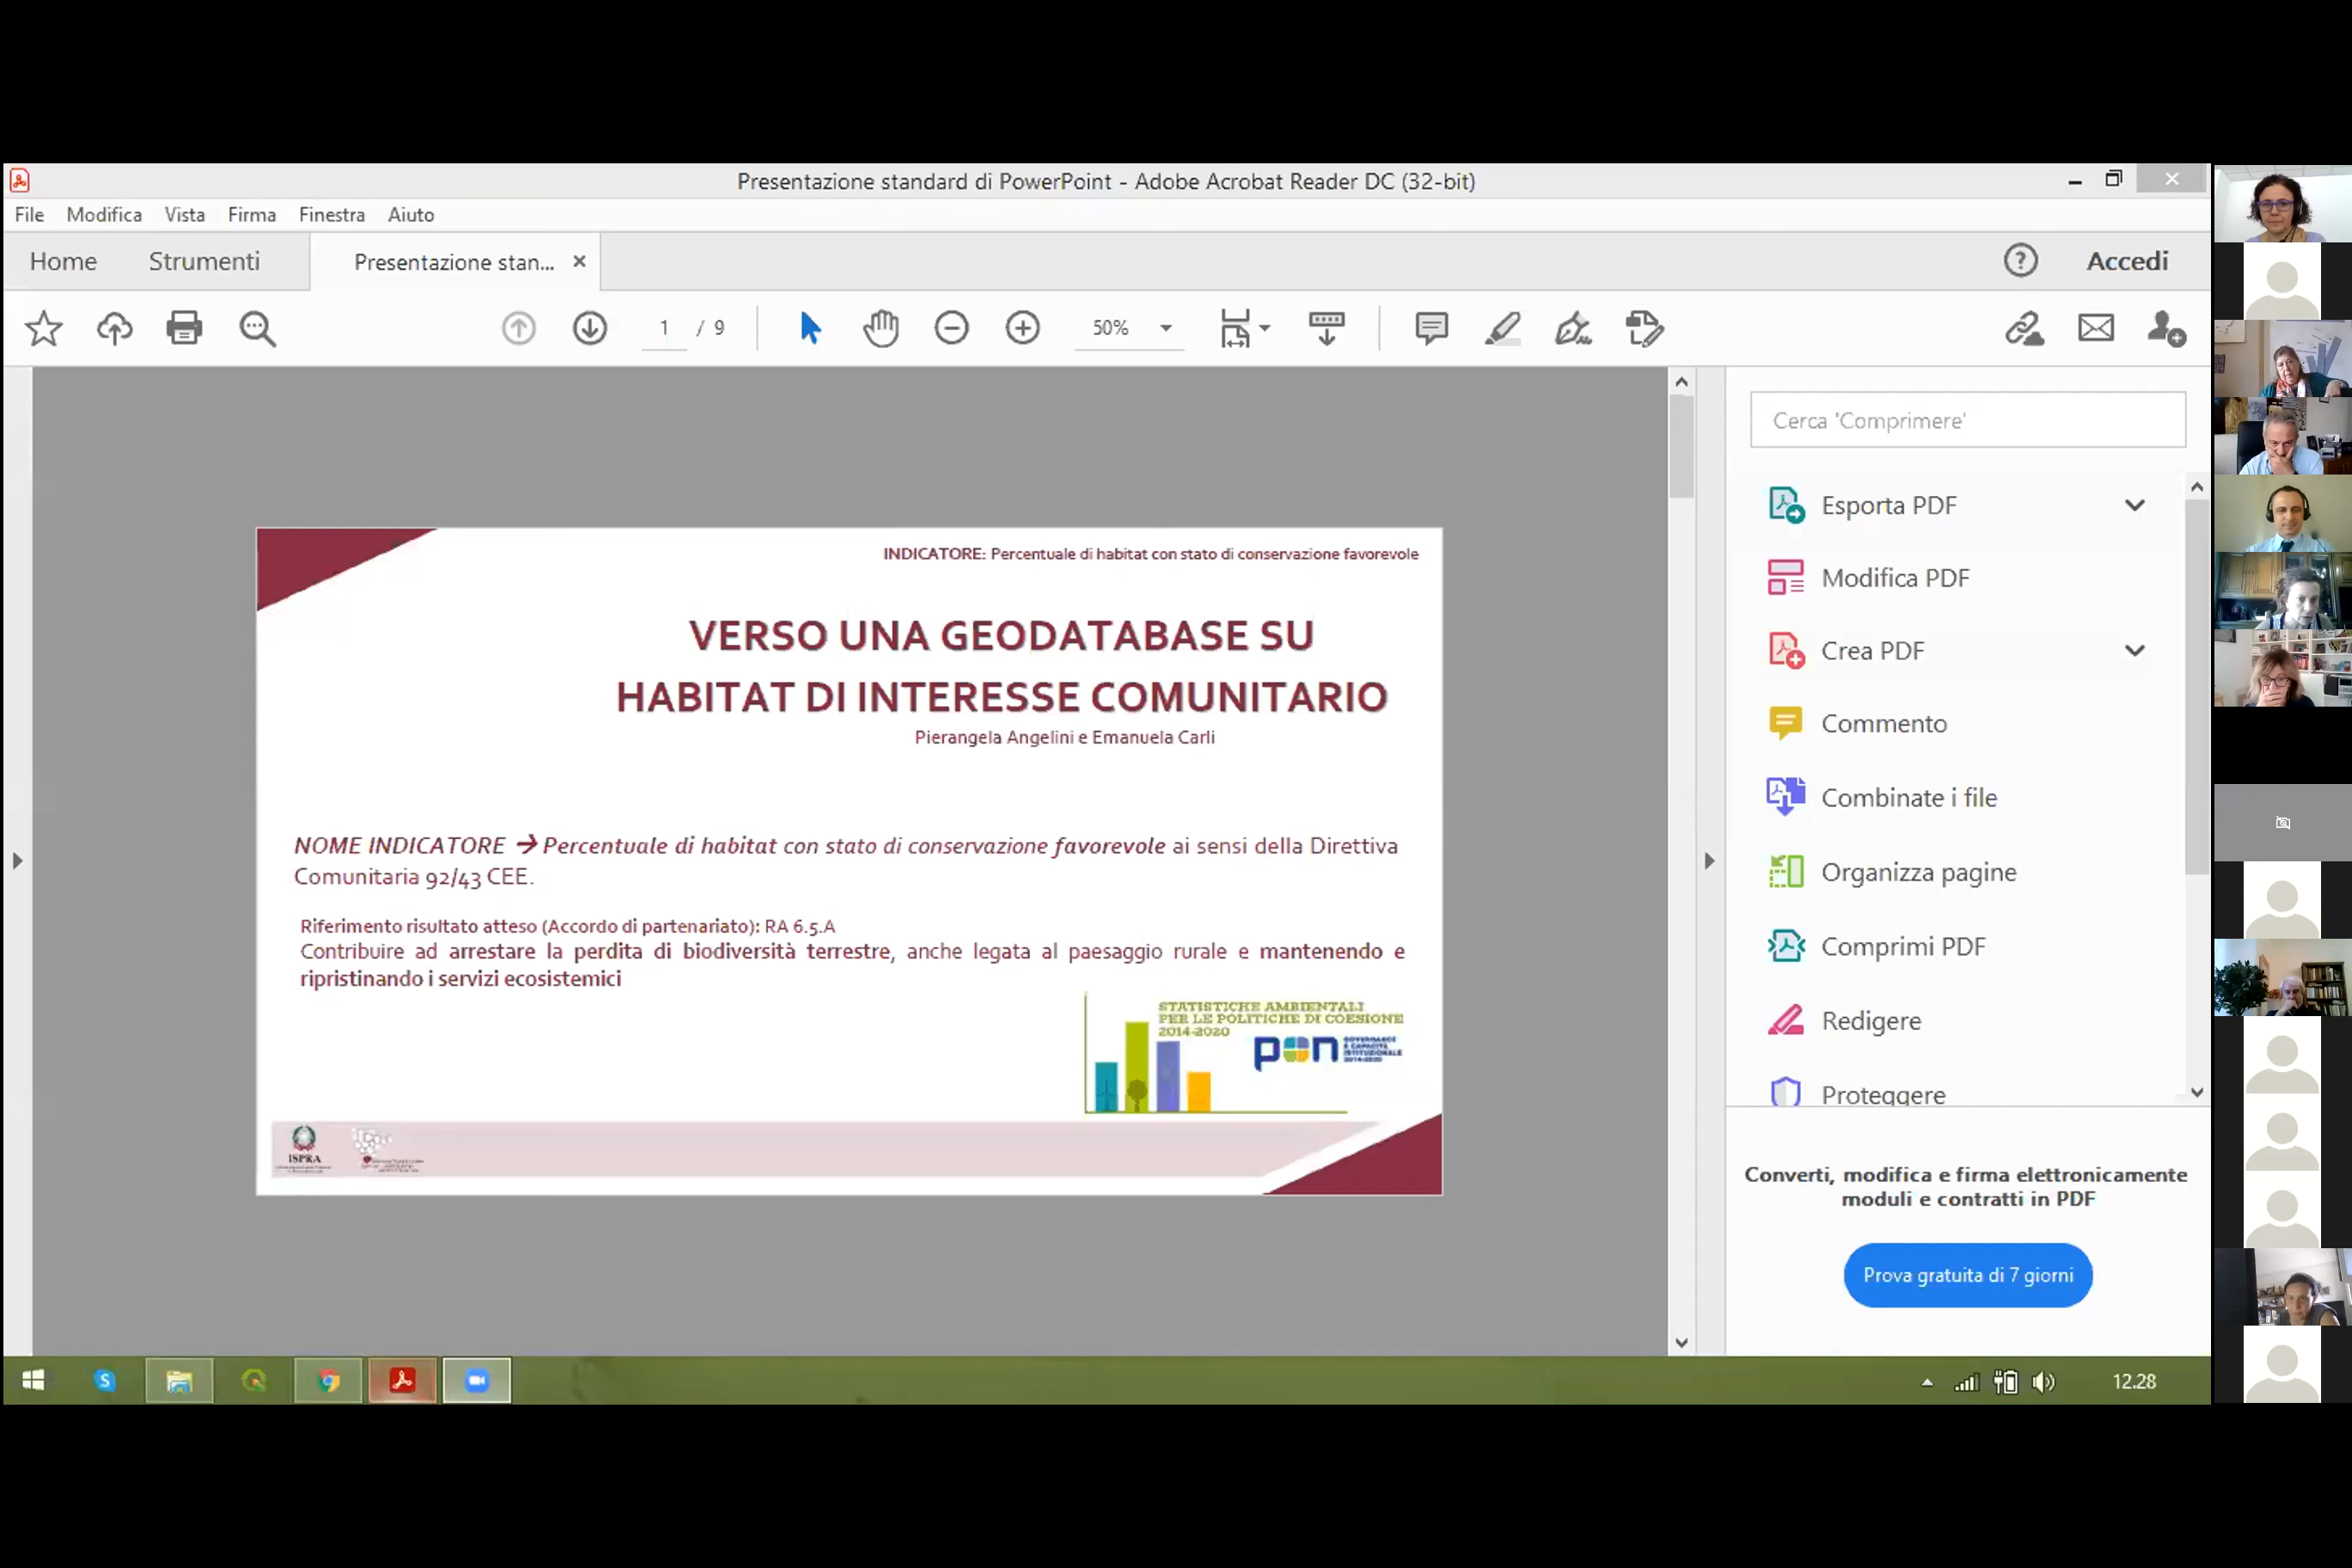 Presentazione standard di PowerPoint - Adobe Acrobat Reader DC (32-bit)
File Modifica Vista Firma Finestra Aiuto
Home Strumenti Presentazione stan... Accedi
1 / 9 50%
INDICATORE: Percentuale di habitat con stato di conservazione favorevole
VERSO UNA GEODATABASE SU
HABITAT DI INTERESSE COMUNITARIO
Pierangela Angelini e Emanuela Carli
NOME INDICATORE → Percentuale di habitat con stato di conservazione favorevole ai sensi della Direttiva
Comunitaria 92/43 CEE.
Riferimento risultato atteso (Accordo di partenariato): RA 6.5.A
Contribuire ad arrestare la perdita di biodiversità terrestre, anche legata al paesaggio rurale e mantenendo e
ripristinando i servizi ecosistemici
STATISTICHE AMBIENTALI
PER LE POLITICHE DI COESIONE
2014-2020
pon
GOVERNANCE
E CAPACITÀ
ISTITUZIONALE
2014-2020
ISPRA
Cerca 'Comprimere'
Esporta PDF
Modifica PDF
Crea PDF
Commento
Combinate i file
Organizza pagine
Comprimi PDF
Redigere
Proteggere
Converti, modifica e firma elettronicamente
moduli e contratti in PDF
Prova gratuita di 7 giorni
12.28